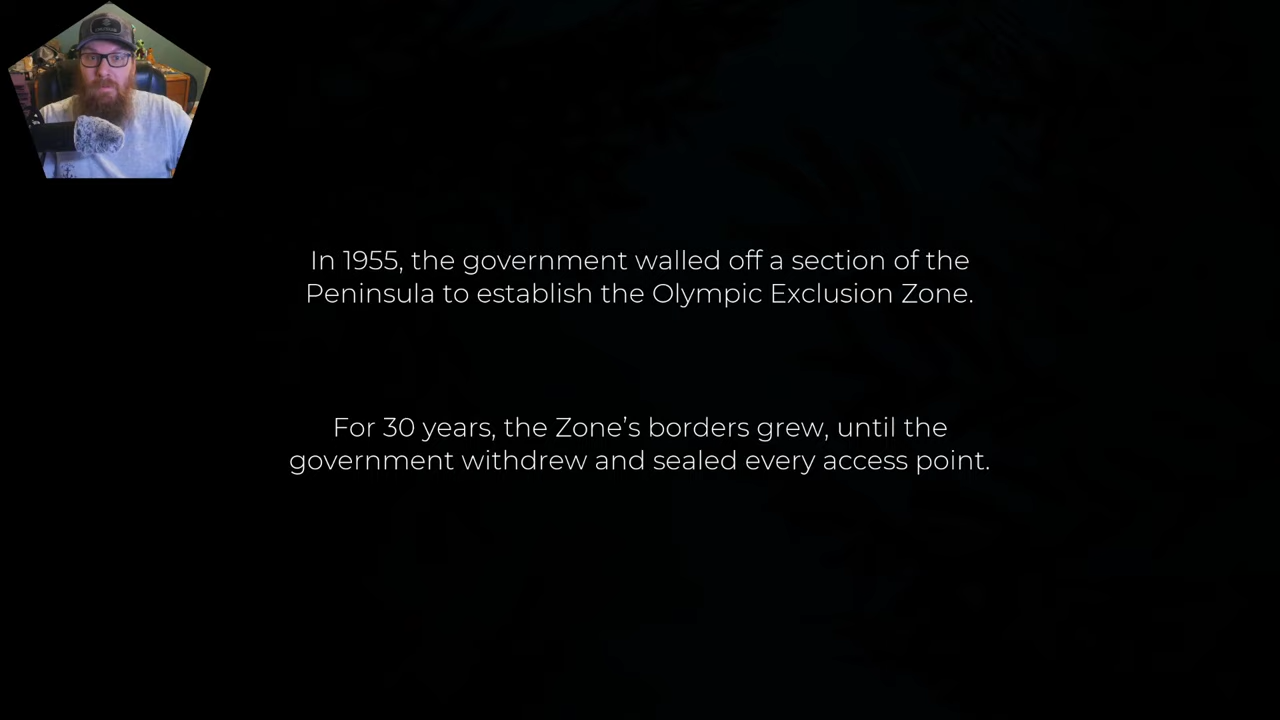 In 1955, the government walled off a section of the
Peninsula to establish the Olympic Exclusion Zone.
For 30 years, the Zone’s borders grew, until the
government withdrew and sealed every access point.